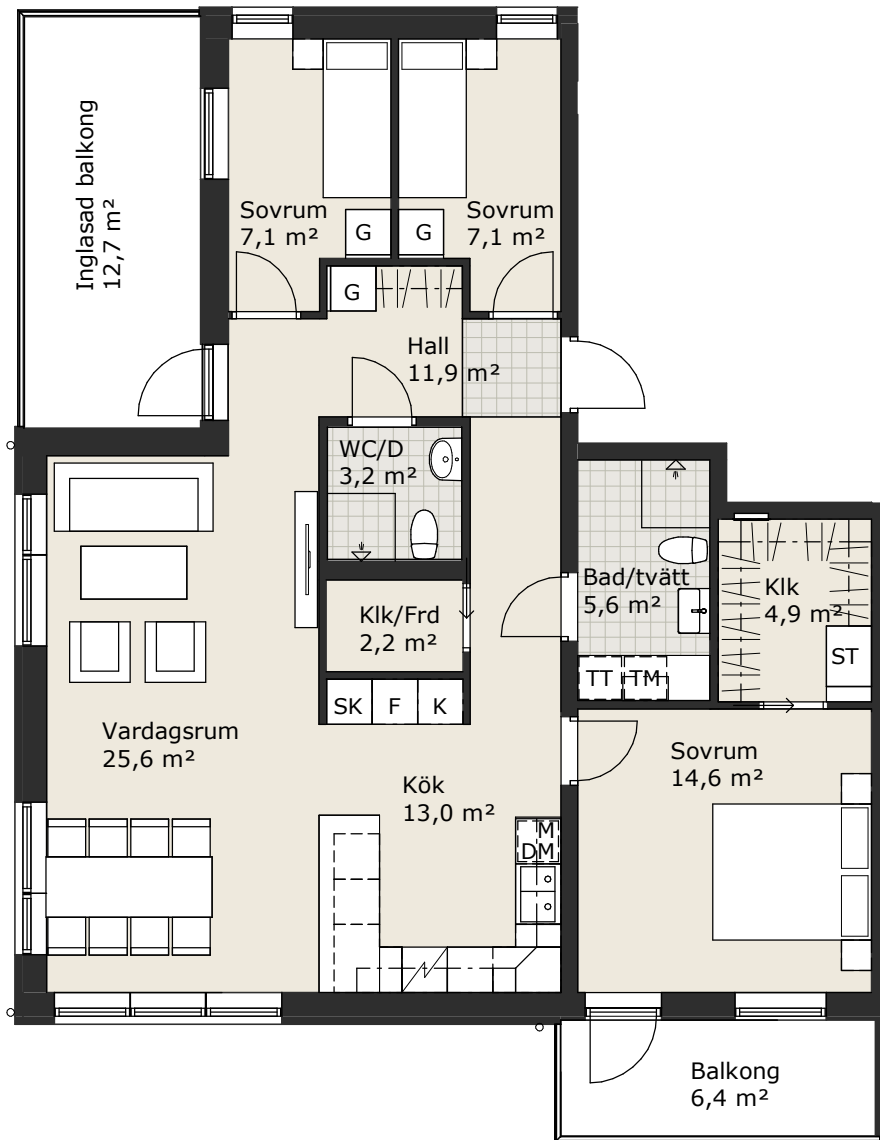 Inglasad balkong
12,7 m²
Sovrum
7,1 m²
G
G
Sovrum
7,1 m²
G
Hall
11,9 m²
WC/D
3,2 m²
Bad/tvätt
5,6 m²
Klk
4,9 m²
Klk/Frd
2,2 m²
ST
TT
TM
SK
F
K
Vardagsrum
25,6 m²
Sovrum
14,6 m²
Kök
13,0 m²
M
DM
Balkong
6,4 m²